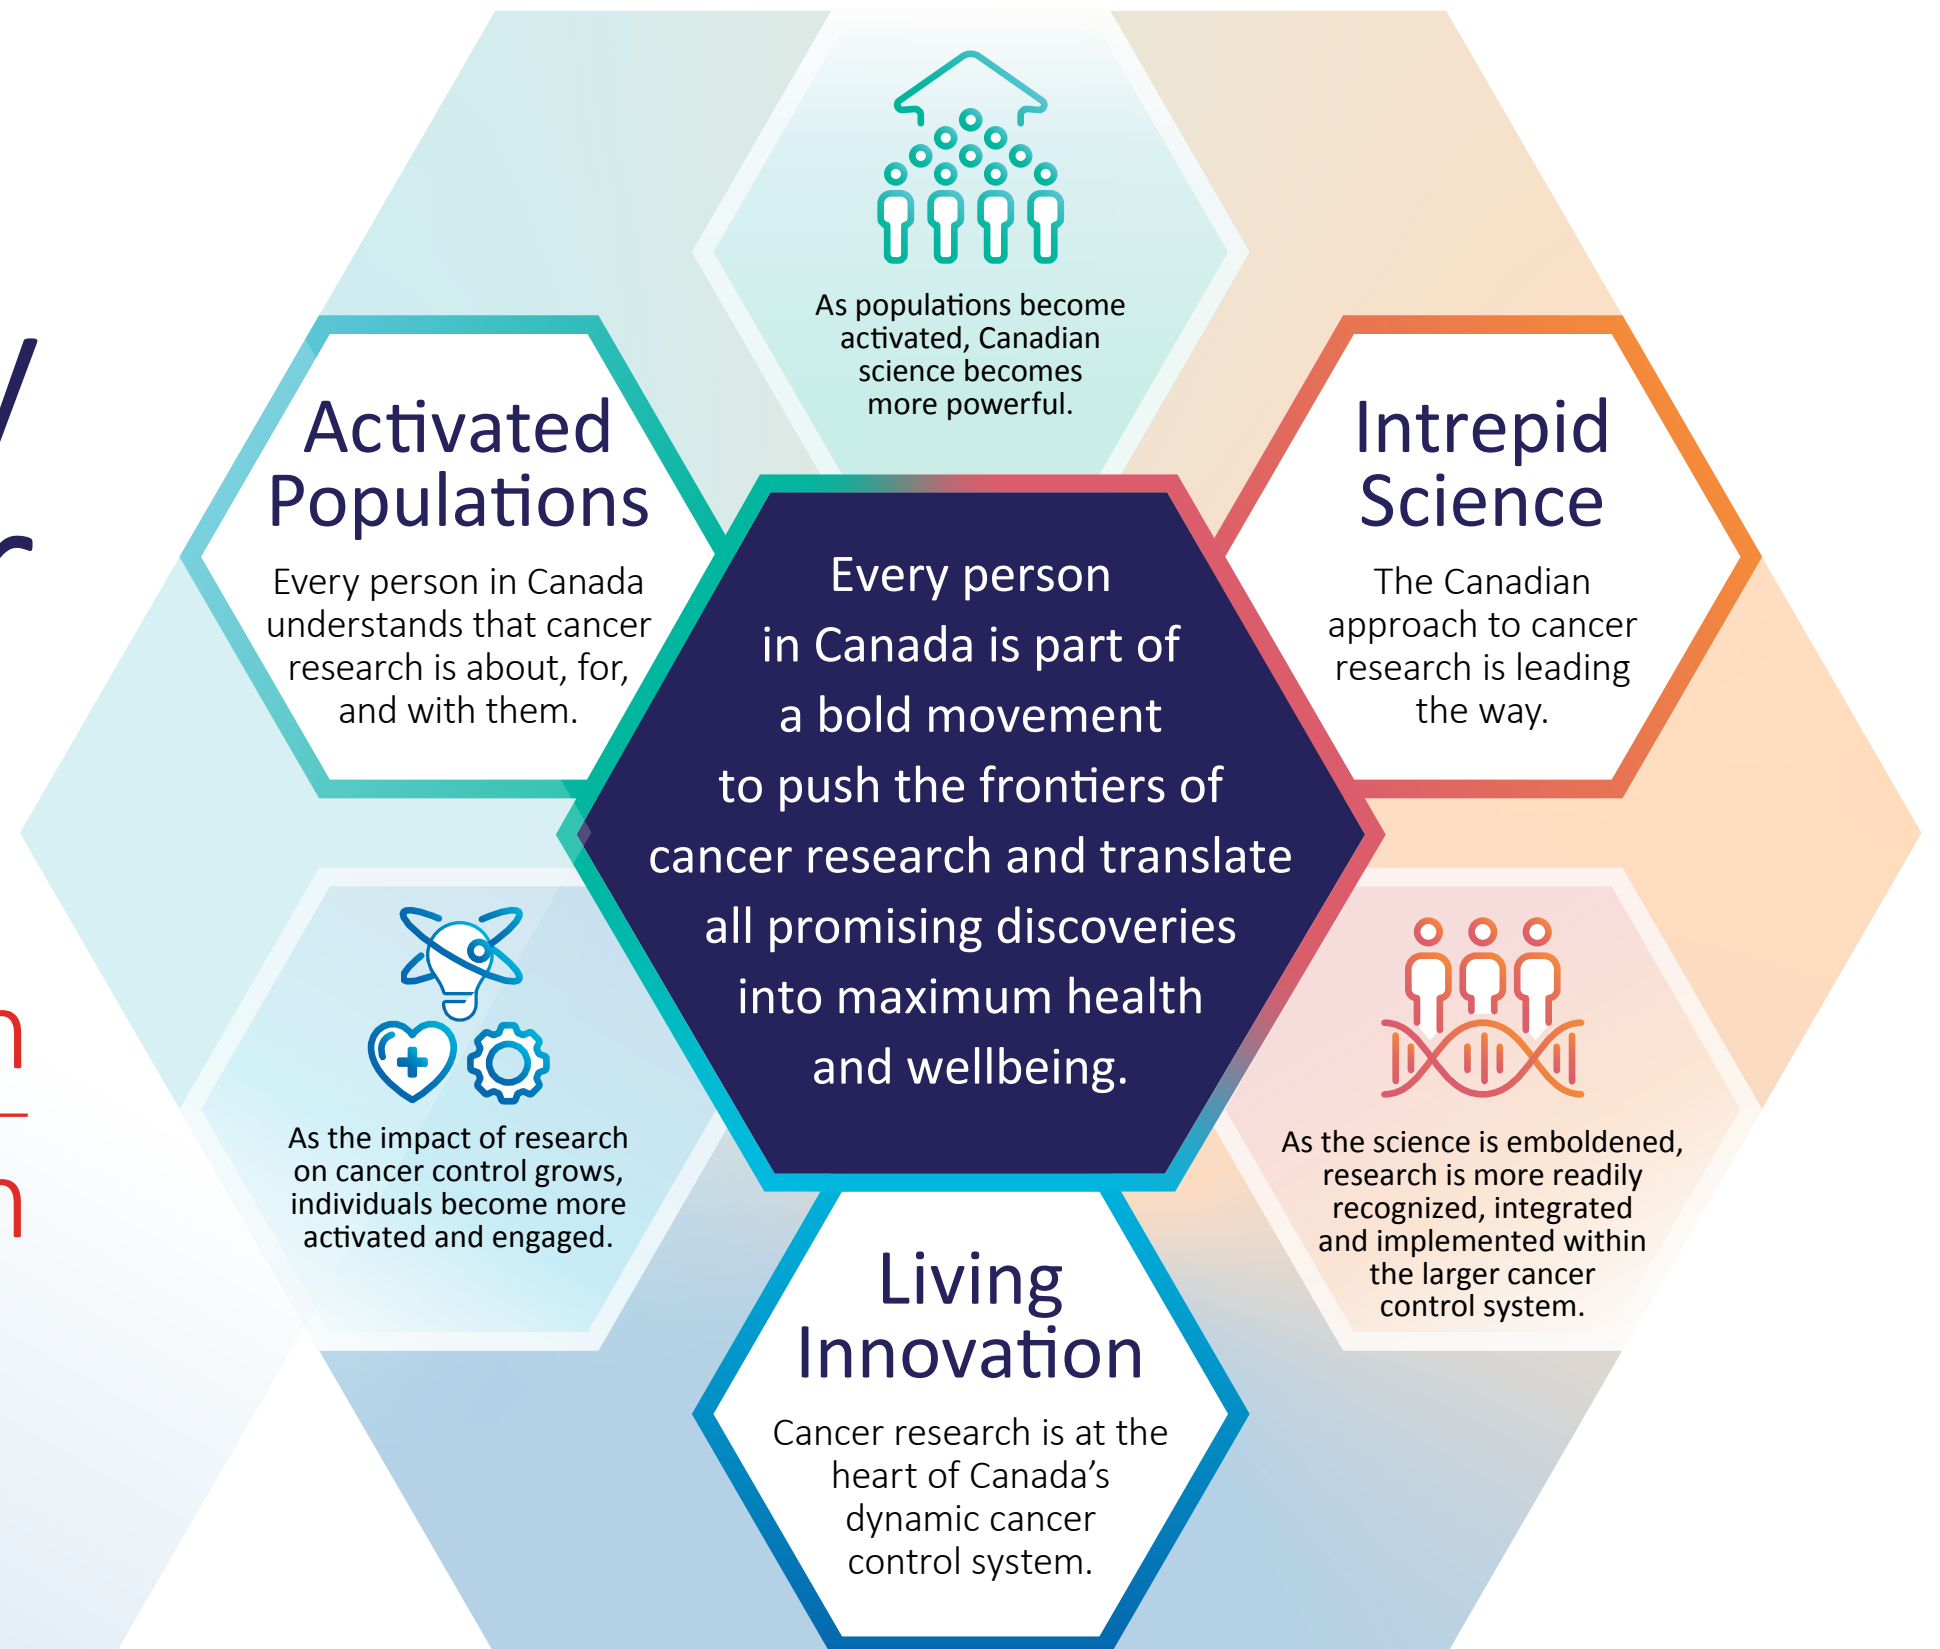 As populations become
activated, Canadian
science becomes
more powerful.
Activated
Populations
Every person in Canada
understands that cancer
research is about, for,
and with them.
Intrepid
Science
The Canadian
approach to cancer
research is leading
the way.
Every person
in Canada is part of
a bold movement
to push the frontiers of
cancer research and translate
all promising discoveries
into maximum health
and wellbeing.
As the impact of research
on cancer control grows,
individuals become more
activated and engaged.
As the science is emboldened,
research is more readily
recognized, integrated
and implemented within
the larger cancer
control system.
Living
Innovation
Cancer research is at the
heart of Canada’s
dynamic cancer
control system.